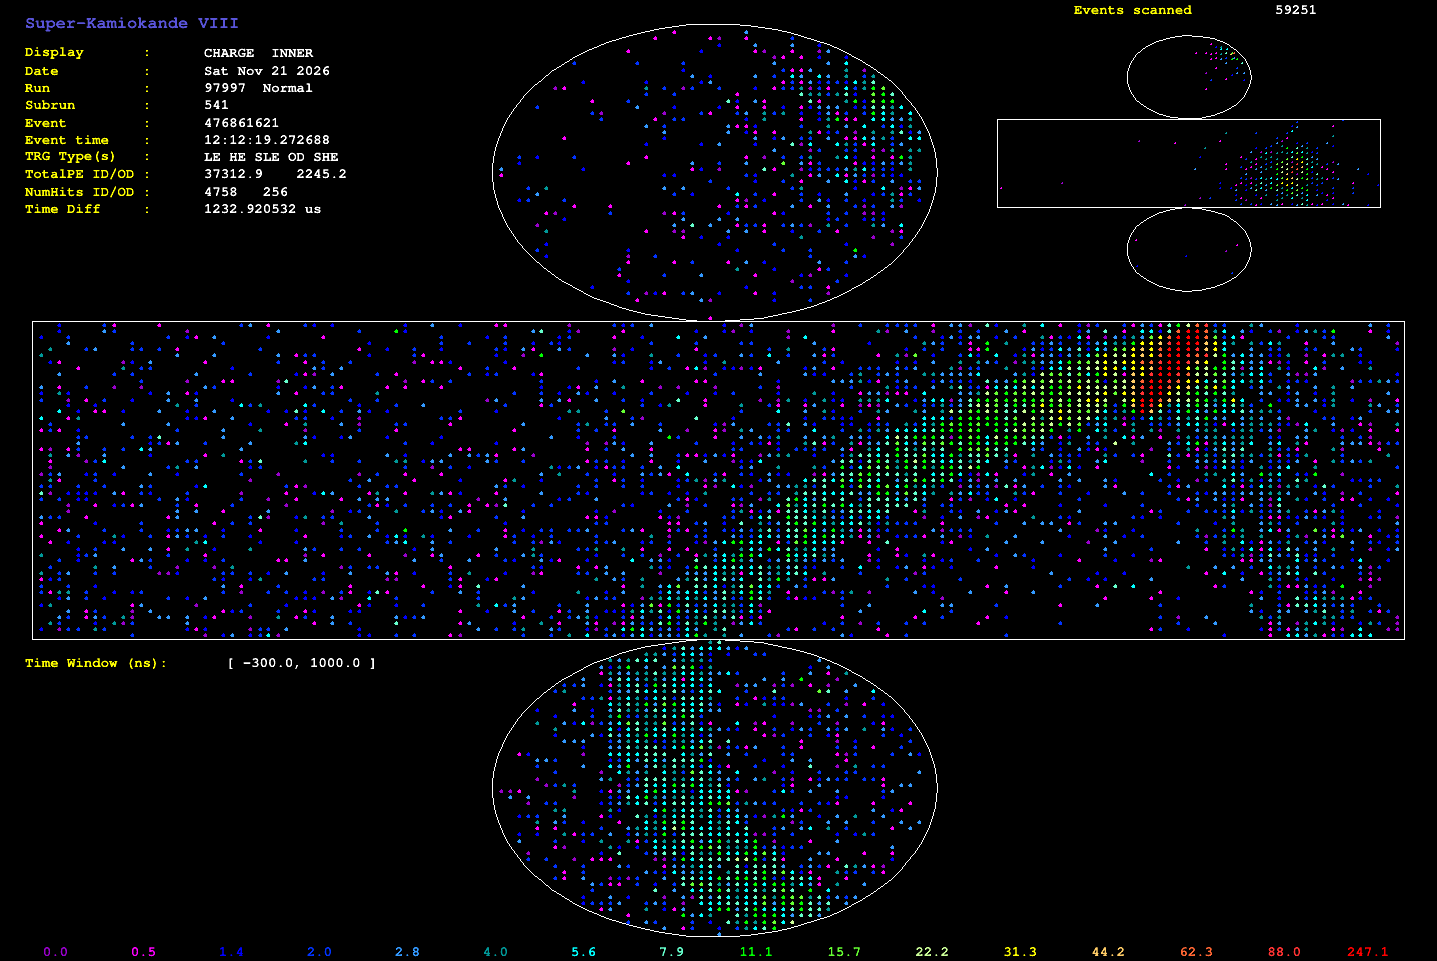 Super-Kamiokande VIII
Events scanned 59251
Display : CHARGE INNER
Date : Sat Nov 21 2026
Run : 97997 Normal
Subrun : 541
Event : 476861621
Event time : 12:12:19.272688
TRG Type(s) : LE HE SLE OD SHE
TotalPE ID/OD : 37312.9 2245.2
NumHits ID/OD : 4758 256
Time Diff : 1232.920532 us
Time Window (ns): [ -300.0, 1000.0 ]
0.0 0.5 1.4 2.0 2.8 4.0 5.6 7.9 11.1 15.7 22.2 31.3 44.2 62.3 88.0 247.1